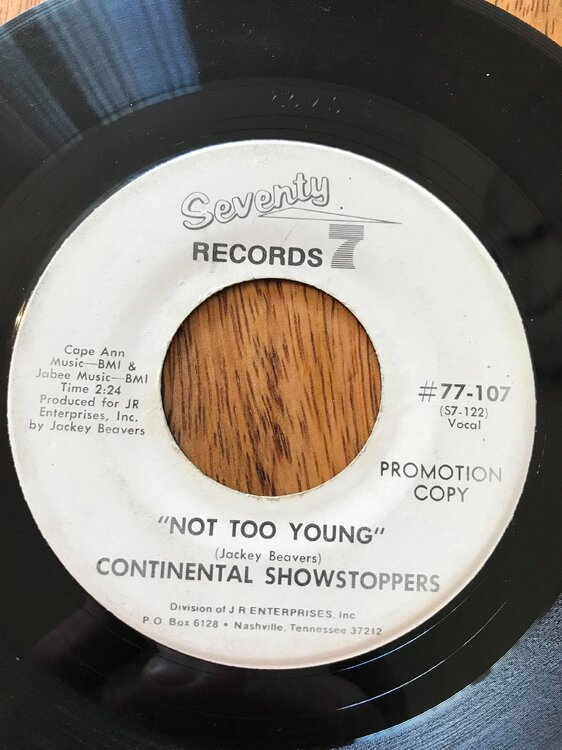 Seventy
RECORDS 7
Cape Ann
Music—BMI &
Jabee Music—BMI
Time 2:24
Produced for JR
Enterprises, Inc.
by Jackey Beavers
#77-107
(S7-122)
Vocal
PROMOTION
COPY
"NOT TOO YOUNG"
(Jackey Beavers)
CONTINENTAL SHOWSTOPPERS
Division of J R ENTERPRISES, Inc.
P.O. Box 6128 • Nashville, Tennessee 37212